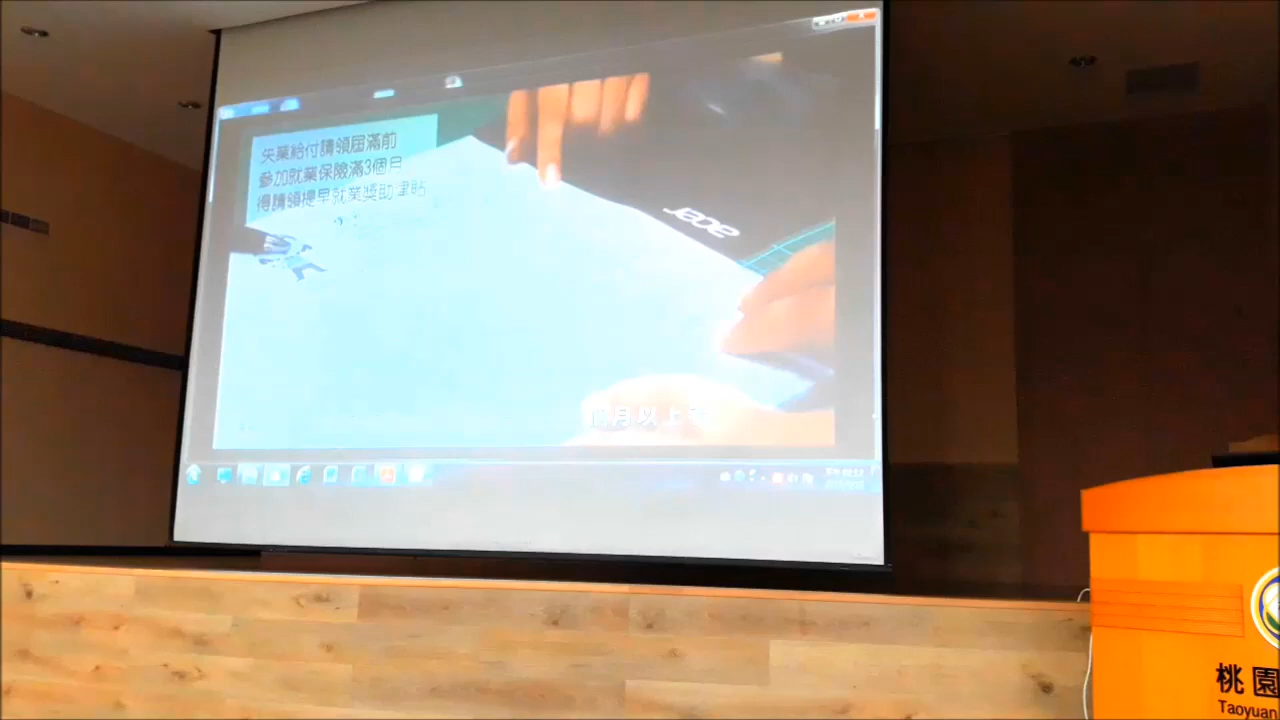 失業給付請領屆滿前
參加就業保險滿3個月
得請領提早就業獎助津貼
acer
個月以上者
桃園
Taoyuan